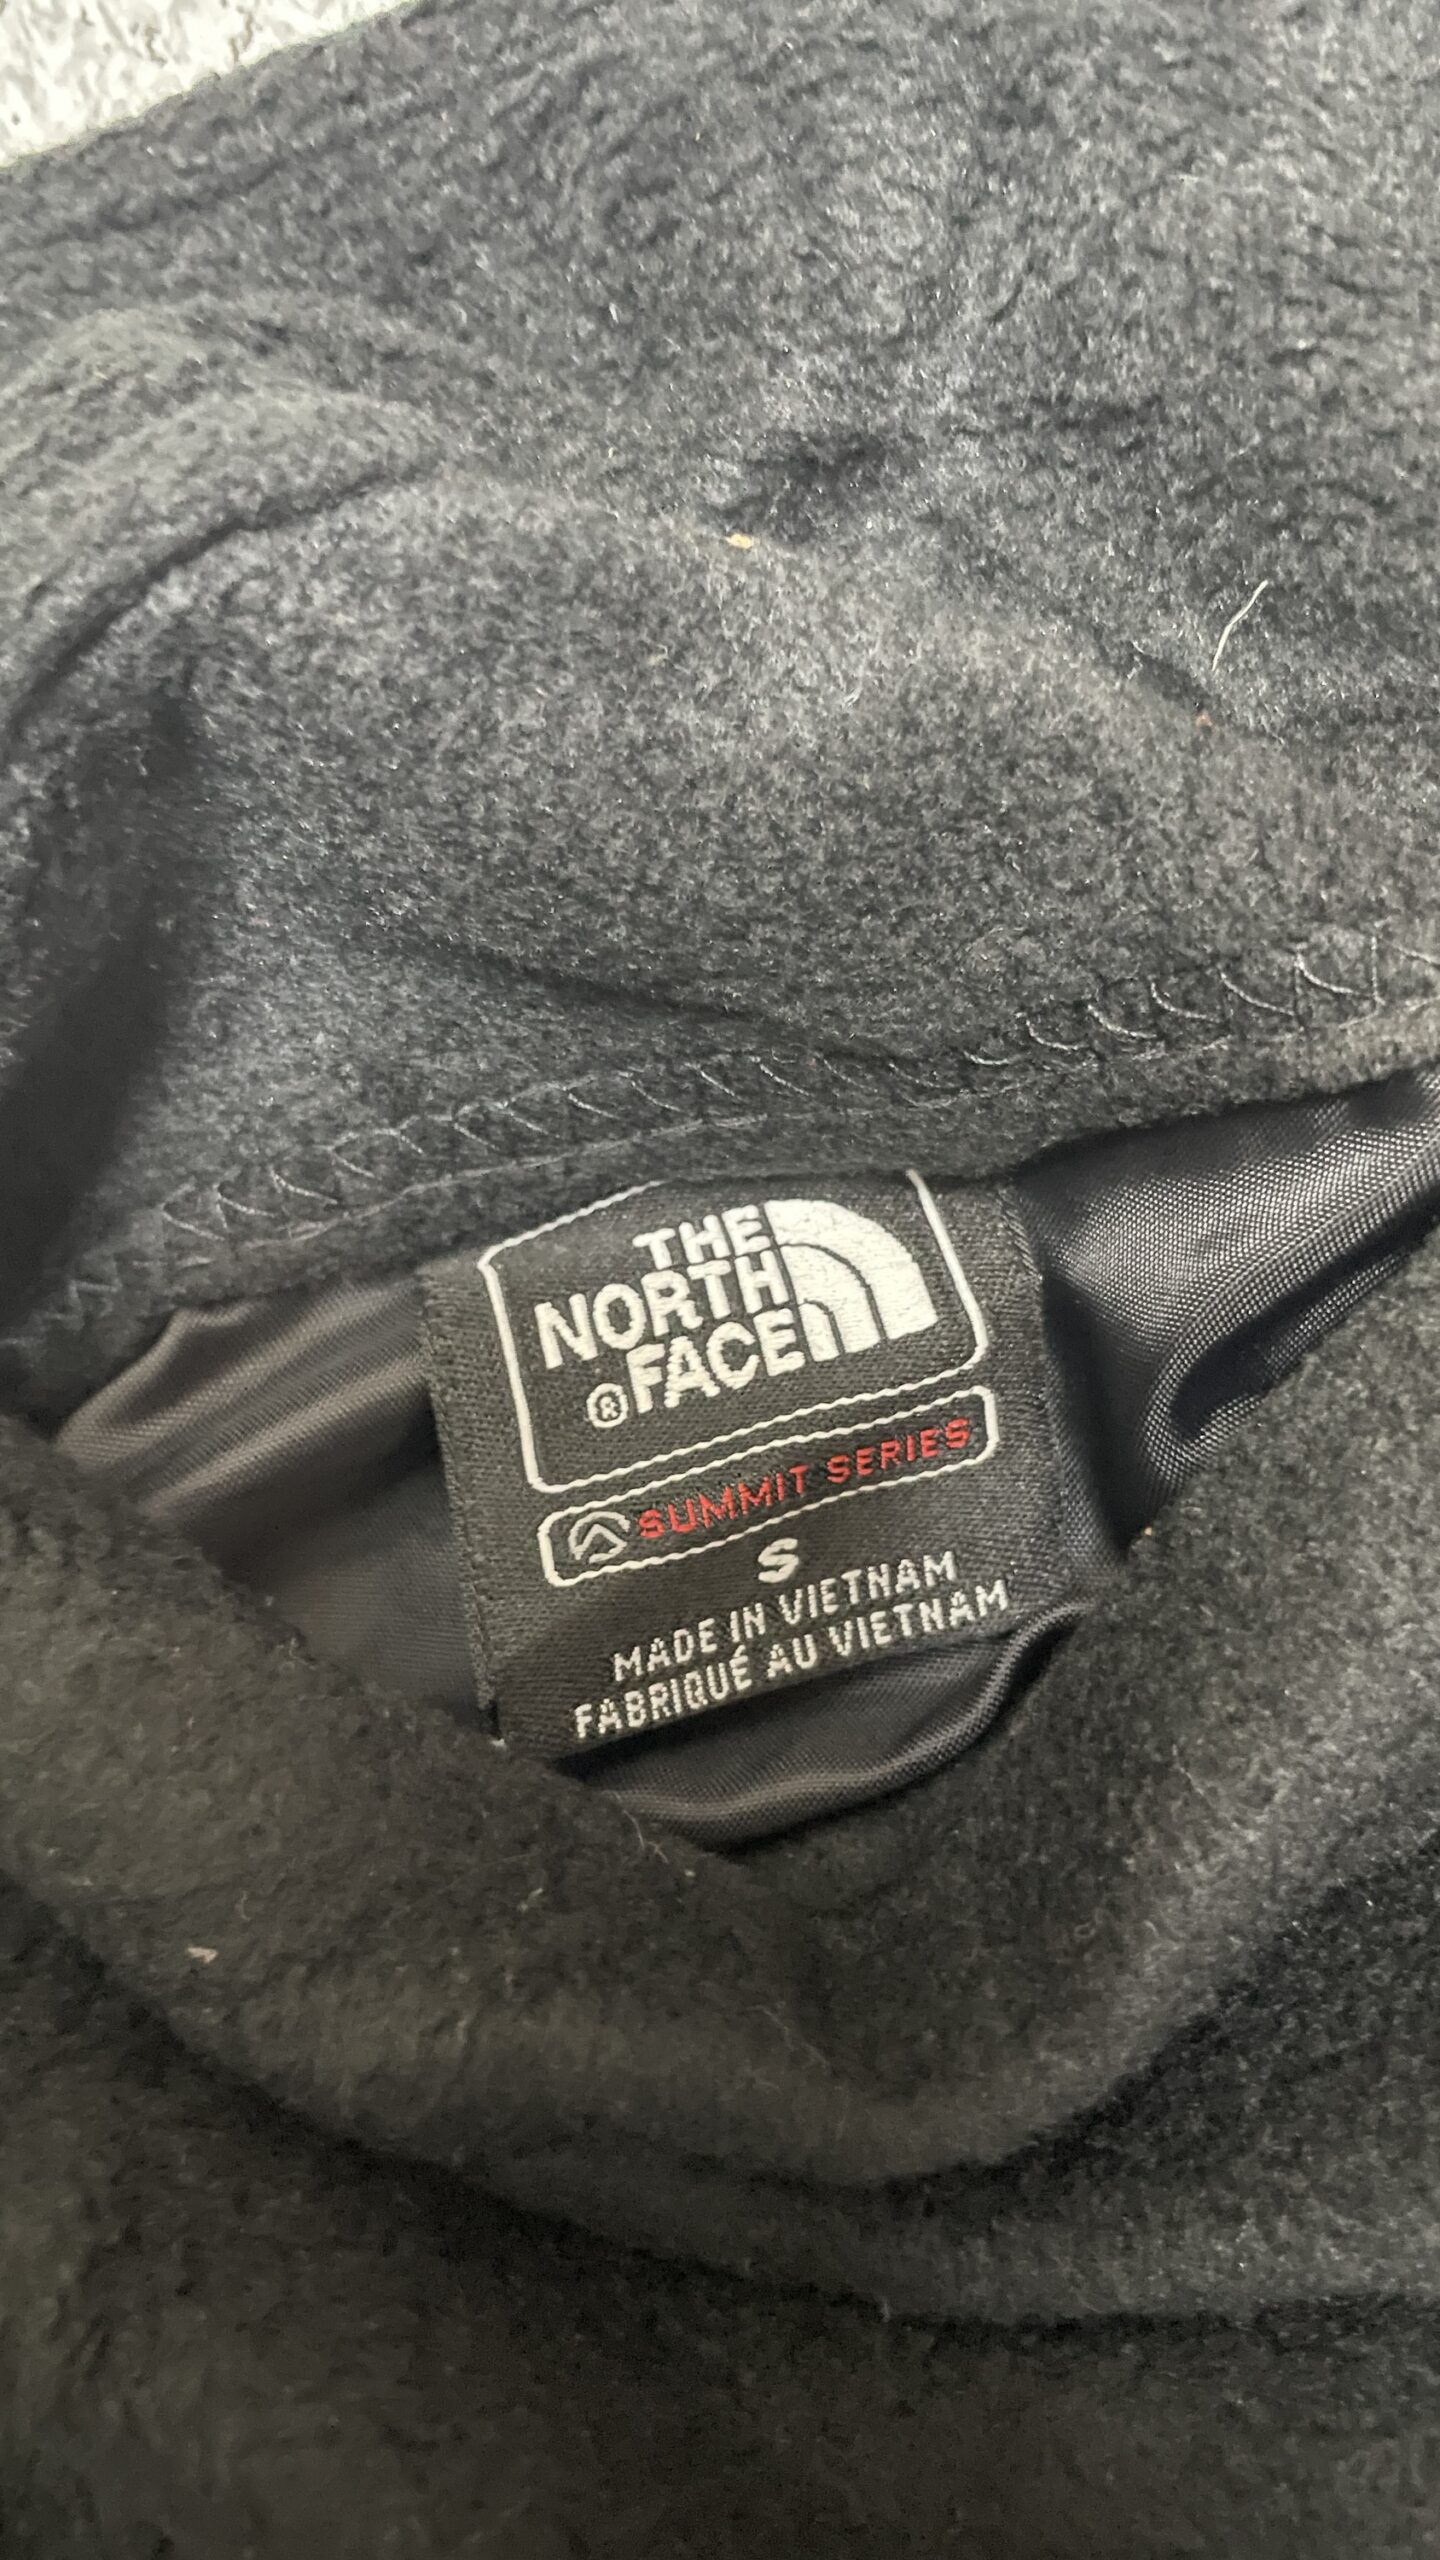 THE
NORTH
®FACE
SUMMIT SERIES
S
MADE IN VIETNAM
FABRIQUÉ AU VIETNAM